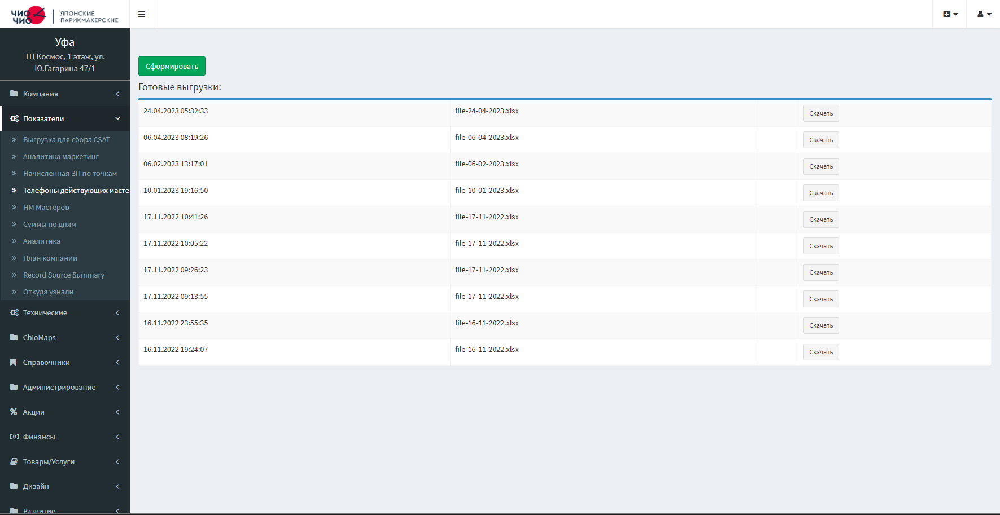 ЧИО
ЧИО
ЯПОНСКИЕ
ПАРИКМАХЕРСКИЕ
Уфа
ТЦ Космос, 1 этаж, ул.
Ю.Гагарина 47/1
Компания
Показатели
Выгрузка для сбора CSAT
Аналитика маркетинг
Начисленная ЗП по точкам
Телефоны действующих масте
НМ Мастеров
Суммы по дням
Аналитика
План компании
Record Source Summary
Откуда узнали
Технические
ChioMaps
Справочники
Администрирование
Акции
Финансы
Товары/Услуги
Дизайн
Развитие
Сформировать
Готовые выгрузки:
24.04.2023 05:32:33 file-24-04-2023.xlsx Скачать
06.04.2023 08:19:26 file-06-04-2023.xlsx Скачать
06.02.2023 13:17:01 file-06-02-2023.xlsx Скачать
10.01.2023 19:16:50 file-10-01-2023.xlsx Скачать
17.11.2022 10:41:26 file-17-11-2022.xlsx Скачать
17.11.2022 10:05:22 file-17-11-2022.xlsx Скачать
17.11.2022 09:26:23 file-17-11-2022.xlsx Скачать
17.11.2022 09:13:55 file-17-11-2022.xlsx Скачать
16.11.2022 23:55:35 file-16-11-2022.xlsx Скачать
16.11.2022 19:24:07 file-16-11-2022.xlsx Скачать